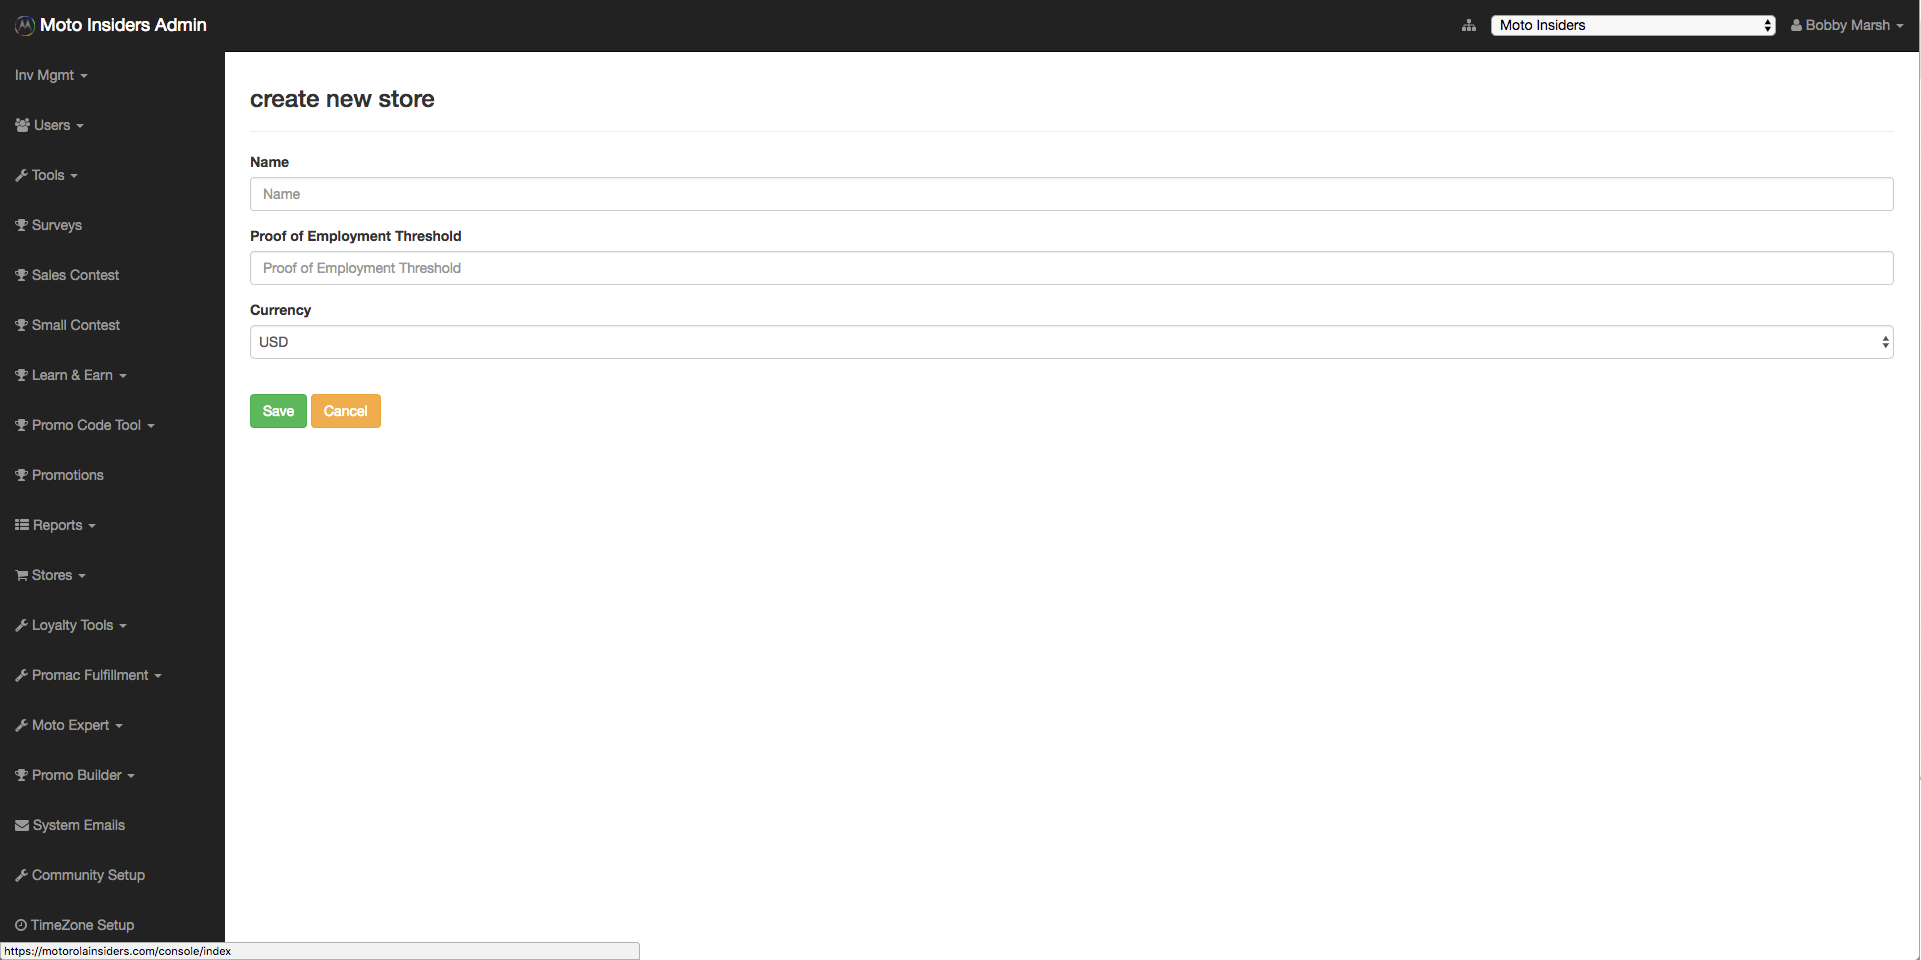 Moto Insiders Admin
Moto Insiders
Bobby Marsh
Inv Mgmt
Users
Tools
Surveys
Sales Contest
Small Contest
Learn & Earn
Promo Code Tool
Promotions
Reports
Stores
Loyalty Tools
Promac Fulfillment
Moto Expert
Promo Builder
System Emails
Community Setup
TimeZone Setup
create new store
Name
Name
Proof of Employment Threshold
Proof of Employment Threshold
Currency
USD
Save Cancel
https://motorolainsiders.com/console/index